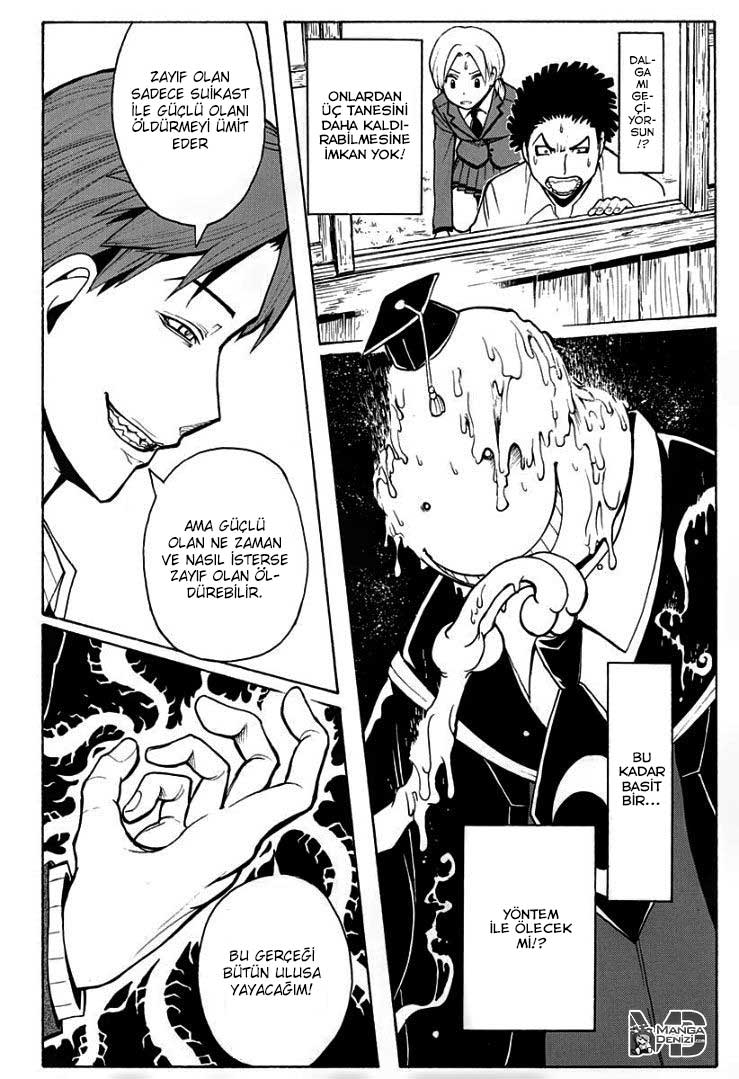 DAL-
GA
MI
GE-
Çİ-
YOR-
SUN
!?
ONLARDAN
ÜÇ TANESİNİ
DAHA KALDI-
RABİLMESİNE
İMKAN YOK!
BU
KADAR
BASİT
BİR...
YÖNTEM
İLE ÖLECEK
Mİ!?
ZAYIF OLAN
SADECE SUİKAST
İLE GÜÇLÜ OLANI
ÖLDÜRMEYİ ÜMİT
EDER
AMA GÜÇLÜ
OLAN NE ZAMAN
VE NASIL İSTERSE
ZAYIF OLAN ÖL-
DÜREBİLİR.
BU GERÇEĞİ
BÜTÜN ULUSA
YAYACAĞIM!
MANGA
DENİZİ